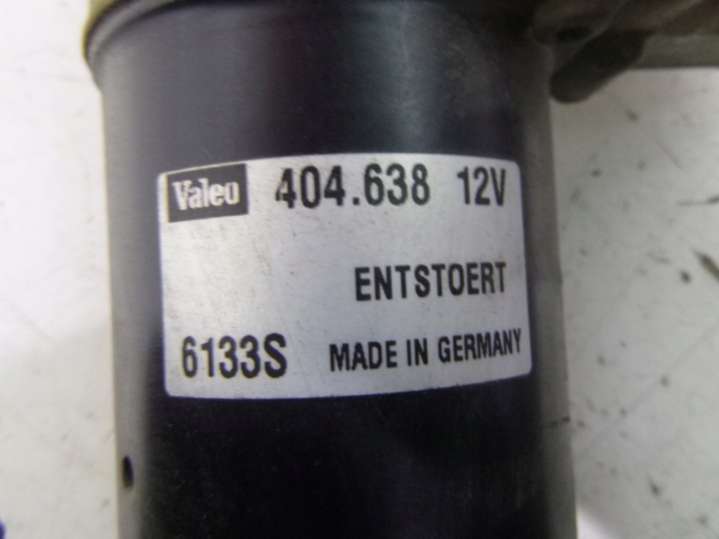 Valeo 404.638 12V
ENTSTOERT
6133S MADE IN GERMANY